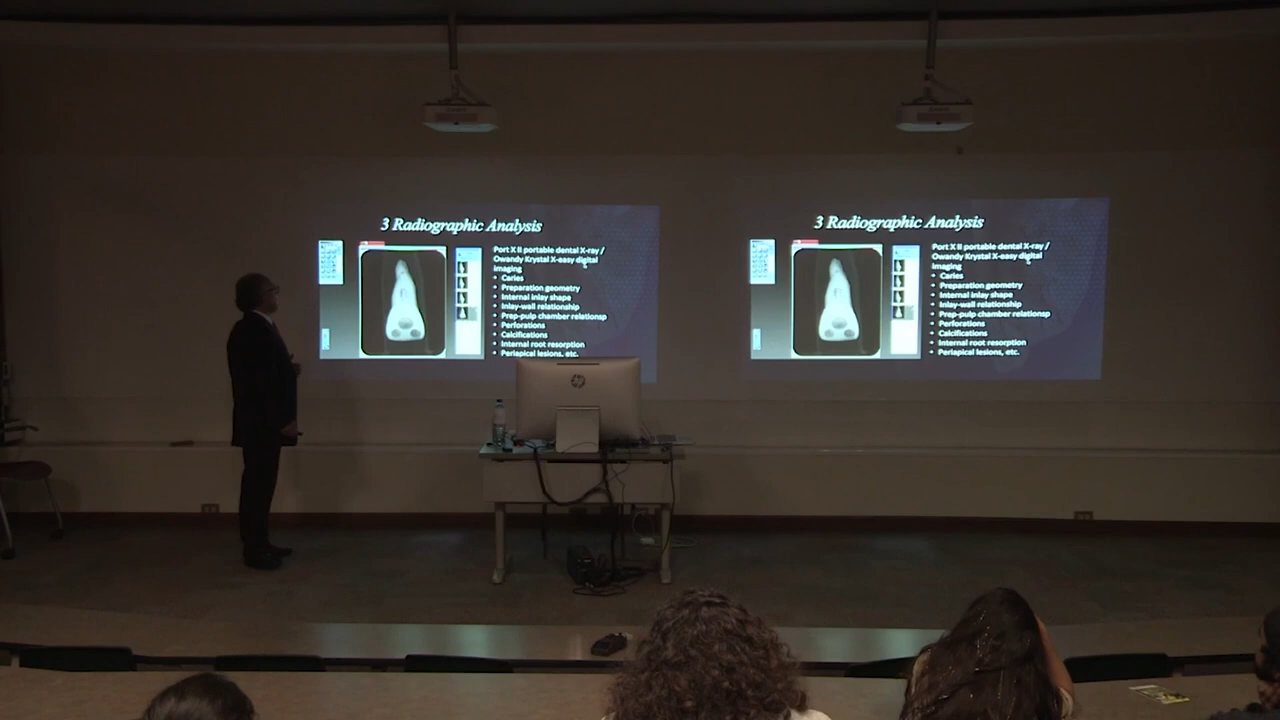 3 Radiographic Analysis
Port X II portable dental X-ray /
Owandy Krystal X-easy digital
Imaging
• Caries
• Preparation geometry
• Internal inlay shape
• Inlay-wall relationship
• Prep-pulp chamber relationsp
• Perforations
• Calcifications
• Internal root resorption
• Periapical lesions, etc.
3 Radiographic Analysis
Port X II portable dental X-ray /
Owandy Krystal X-easy digital
Imaging
• Caries
• Preparation geometry
• Internal inlay shape
• Inlay-wall relationship
• Prep-pulp chamber relationsp
• Perforations
• Calcifications
• Internal root resorption
• Periapical lesions, etc.
hp